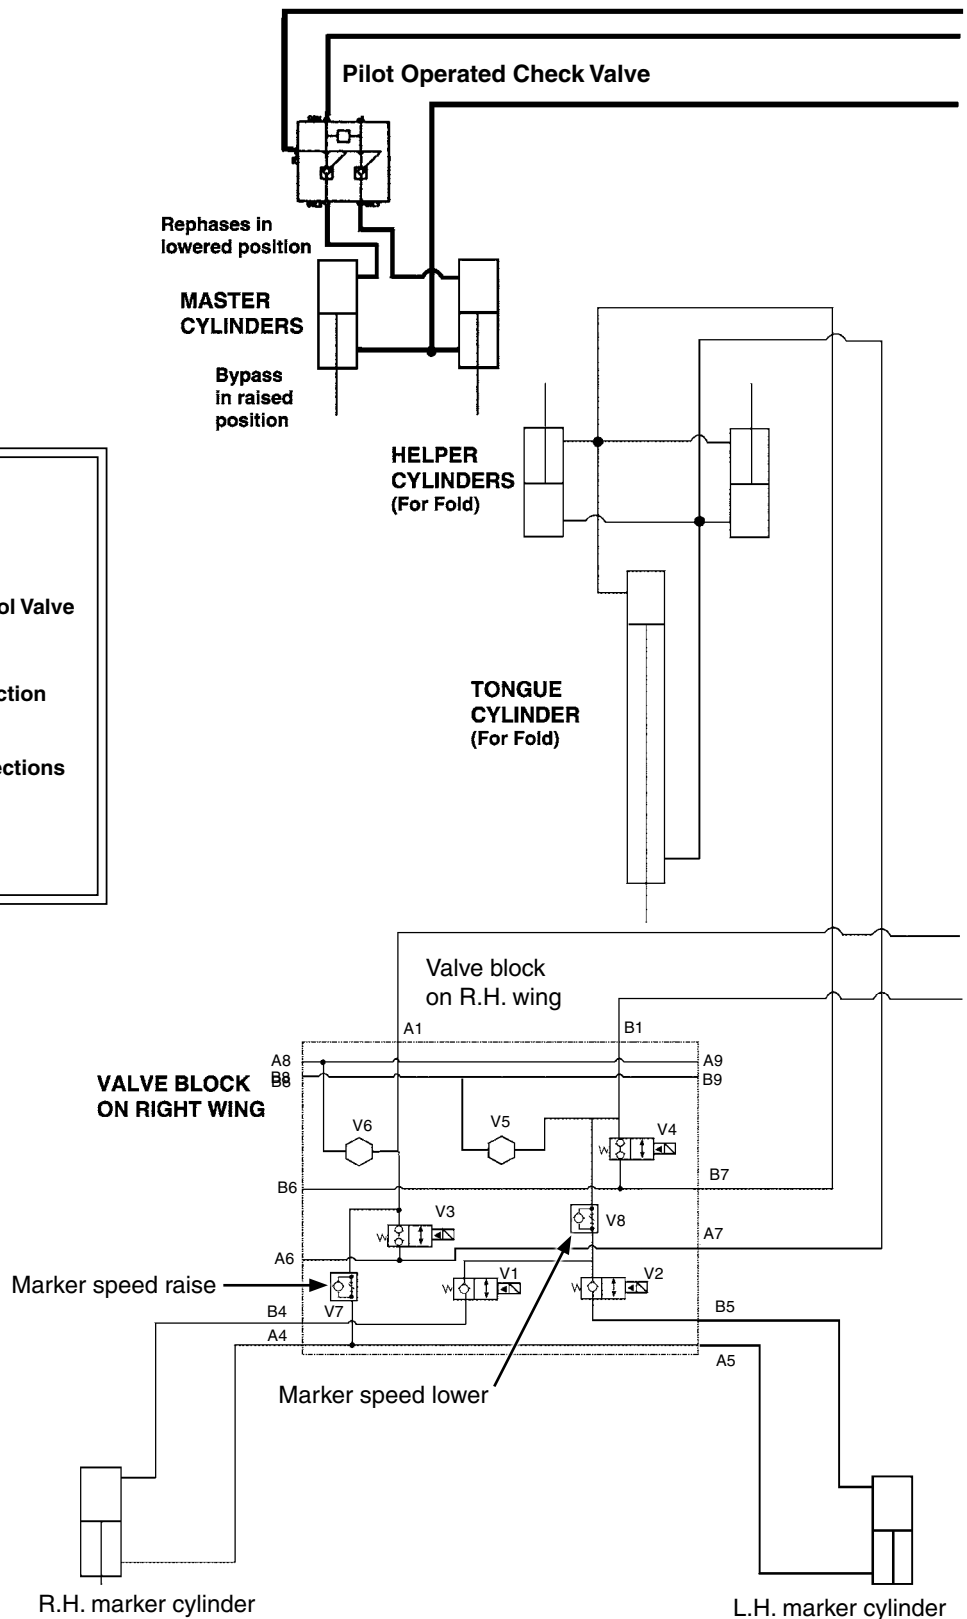 Pilot Operated Check Valve
Rephases in
lowered position
MASTER
CYLINDERS
Bypass
in raised
position
HELPER
CYLINDERS
(For Fold)
ol Valve
ction
ections
TONGUE
CYLINDER
(For Fold)
Valve block
on R.H. wing
A1
B1
A8
A9
B8
B9
VALVE BLOCK
ON RIGHT WING
V6
V5
V4
B6
B7
V3
V8
A6
A7
Marker speed raise
V1
V2
B4
V7
B5
A4
A5
Marker speed lower
R.H. marker cylinder
L.H. marker cylinder